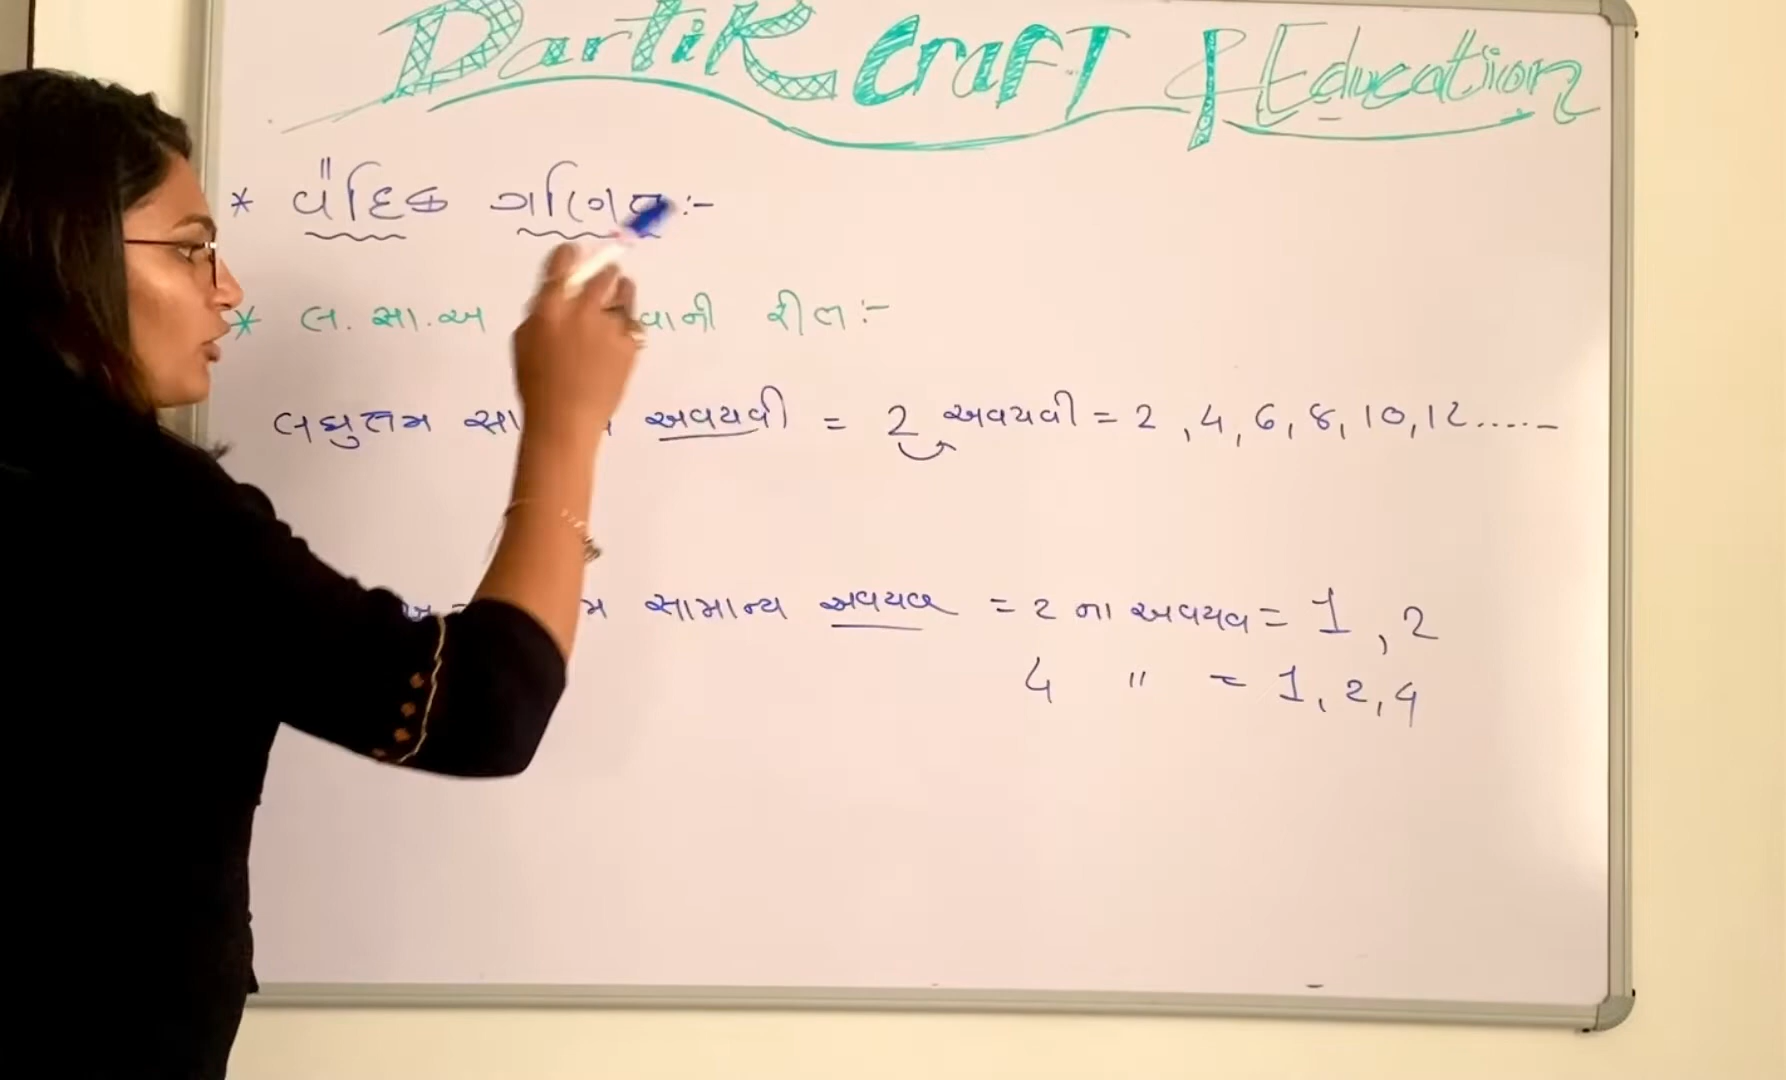 Dartik Craft & Education
* વૈદિક ગણિત :-
* લ. સા. અ રીત :-
લઘુત્તમ અવયવી = 2 અવયવી = 2, 4, 6, 8, 10, 12.....-
સામાન્ય અવયવ = 2 ના અવયવ = 1, 2
4 " = 1, 2, 4